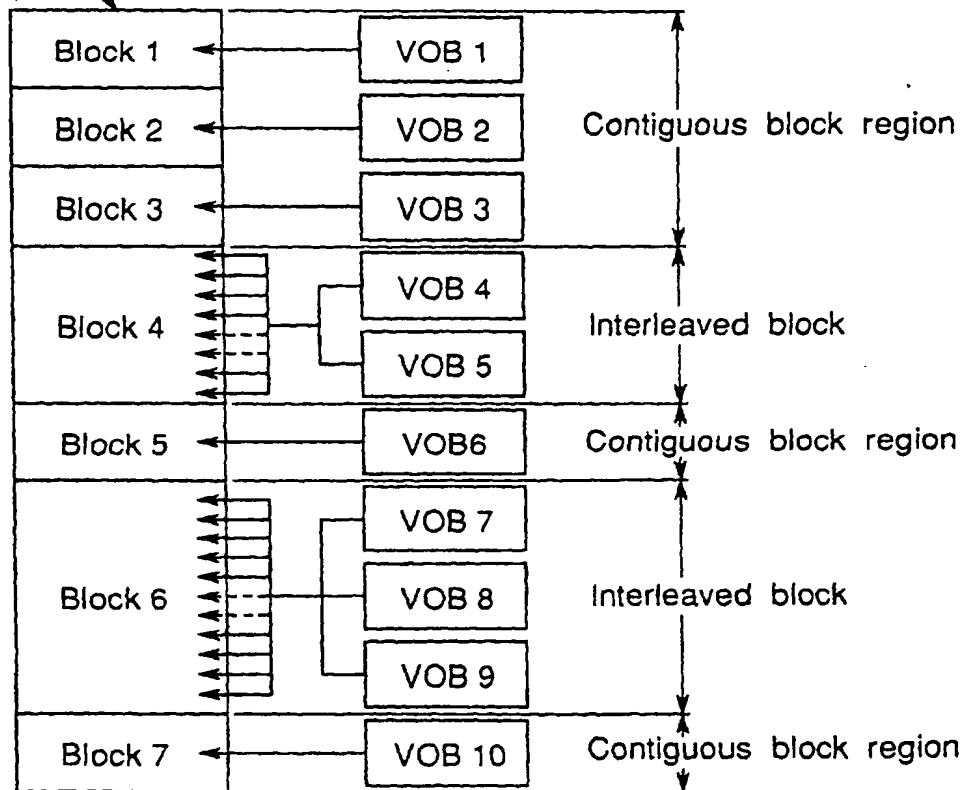 Block 1
VOB 1
Block 2
VOB 2
Contiguous block region
Block 3
VOB 3
VOB 4
Block 4
Interleaved block
VOB 5
Block 5
VOB6
Contiguous block region
VOB 7
Block 6
VOB 8
Interleaved block
VOB 9
Block 7
VOB 10
Contiguous block region